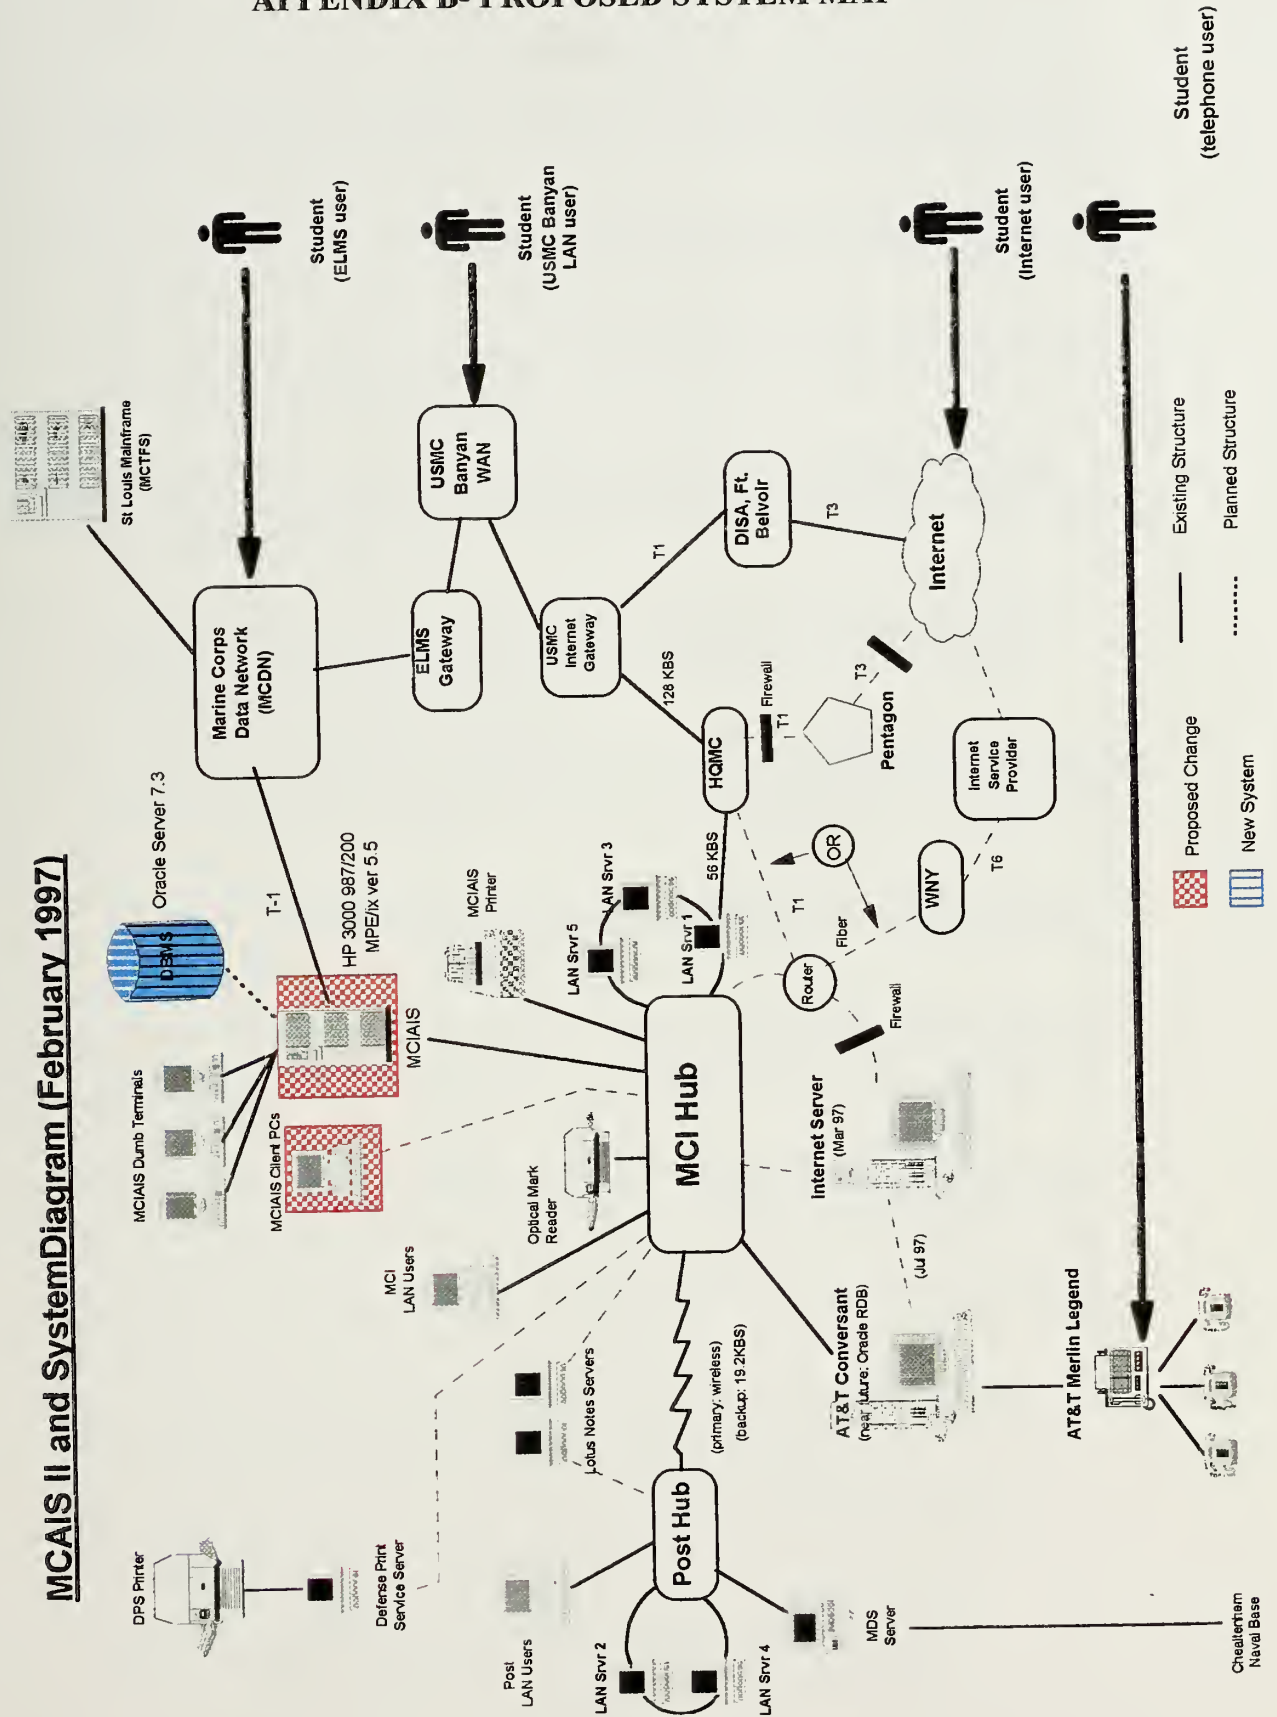 APPENDIX B- PROPOSED SYSTEM MAP
MCAIS II and SystemDiagram (February 1997)
DPS Printer
Defense Print
Service Server
Post
LAN Users
LAN Srvr 2
LAN Srvr 4
Post Hub
MDS
Server
Chealtenhem
Naval Base
Lotus Notes Servers
(primary: wireless)
(backup: 19.2KBS)
MCI
LAN Users
Optical Mark
Reader
MCIAIS Dumb Terminals
MCIAIS Client PCs
DBMS
Oracle Server 7.3
HP 3000 987/200
MPE/ix ver 5.5
MCIAIS
T-1
MCIAIS
Printer
MCI Hub
LAN Srvr 5
LAN Srvr 3
LAN Srvr 1
56 KBS
AT&T Conversant
(near future: Oracle RDB)
(Jul 97)
Internet Server
(Mar 97)
AT&T Merlin Legend
Firewall
Router
T1
Fiber
OR
WNY
T6
HQMC
128 KBS
Firewall
T1
Pentagon
T3
Internet
Service
Provider
Marine Corps
Data Network
(MCDN)
St Louis Mainframe
(MCTFS)
ELMS
Gateway
USMC
Banyan
WAN
USMC
Internet
Gateway
T1
DISA, Ft.
Belvoir
T3
Internet
Student
(ELMS user)
Student
(USMC Banyan
LAN user)
Student
(Internet user)
Student
(telephone user)
Proposed Change
Existing Structure
New System
Planned Structure